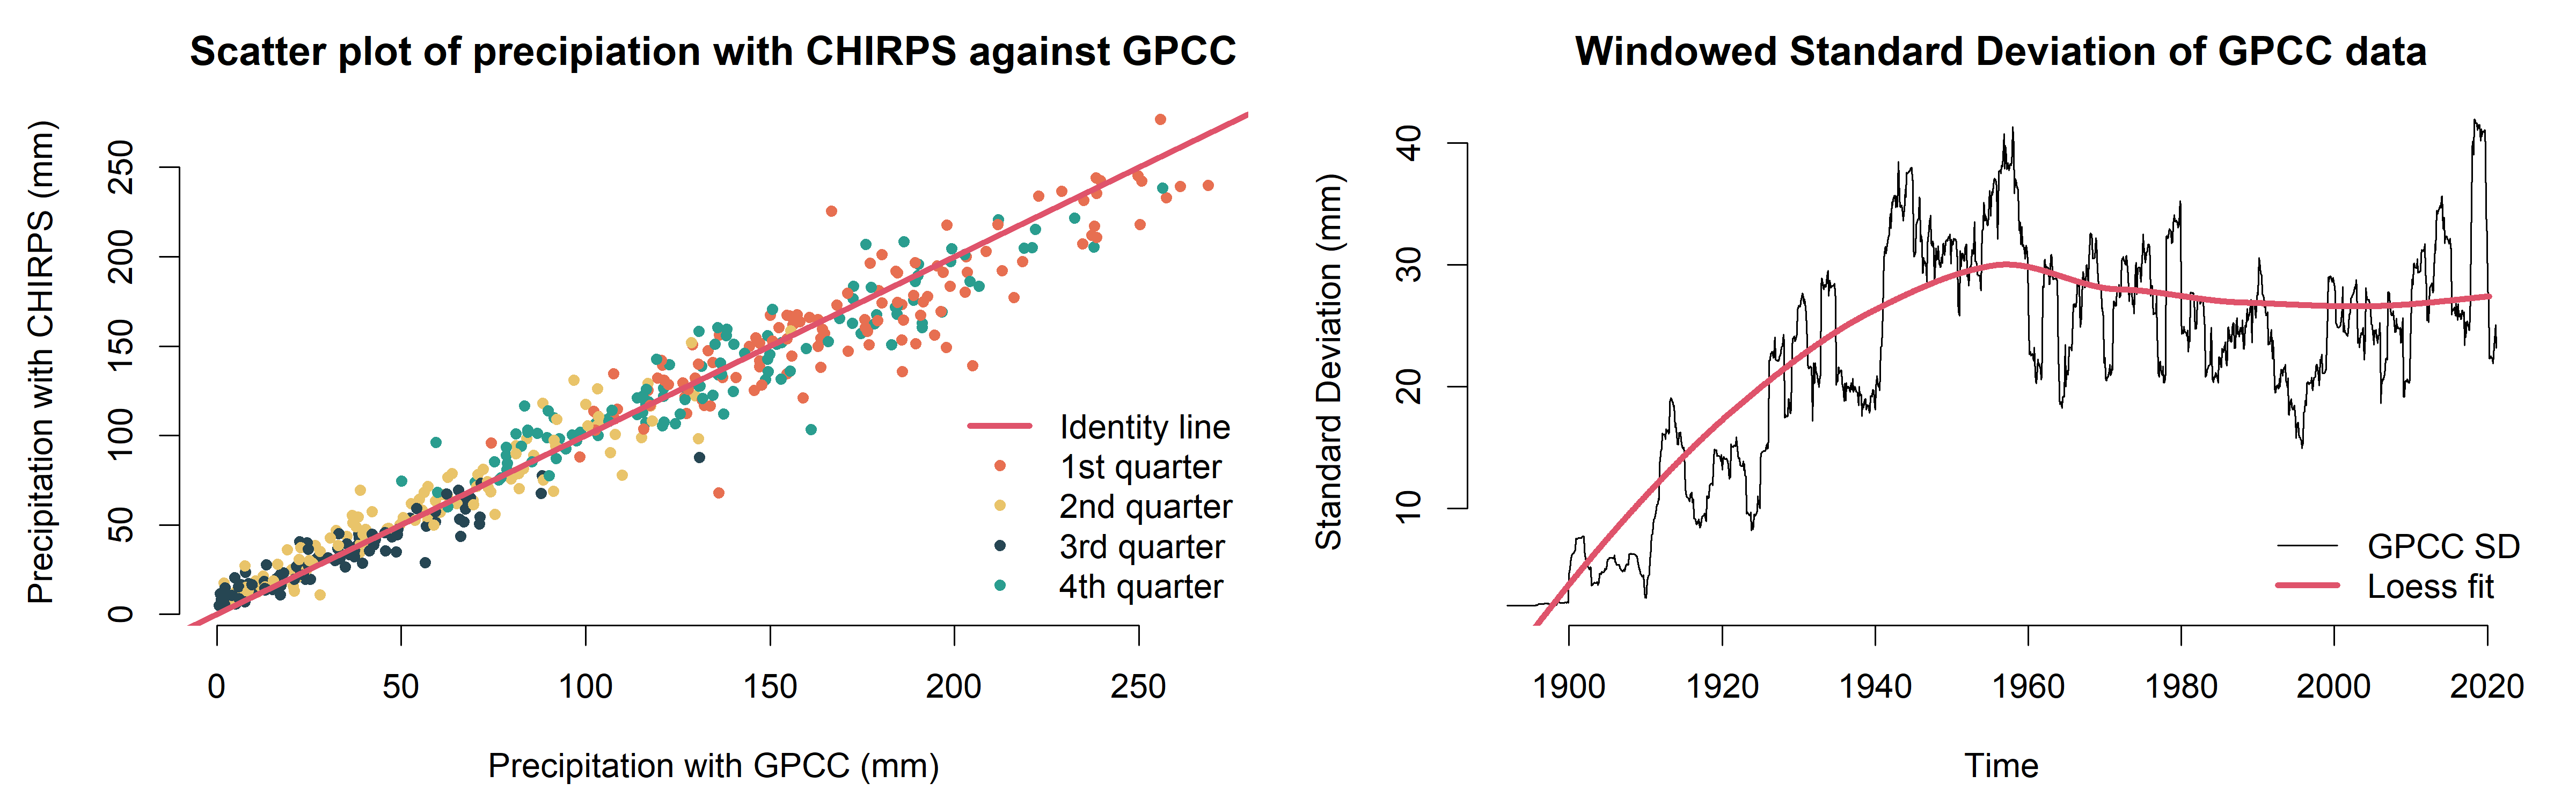 Scatter plot of precipiation with CHIRPS against GPCC
Precipitation with CHIRPS (mm)
250
200
150
100
50
0
Identity line
1st quarter
2nd quarter
3rd quarter
4th quarter
0 50 100 150 200 250
Precipitation with GPCC (mm)
Windowed Standard Deviation of GPCC data
Standard Deviation (mm)
40
30
20
10
GPCC SD
Loess fit
1900 1920 1940 1960 1980 2000 2020
Time